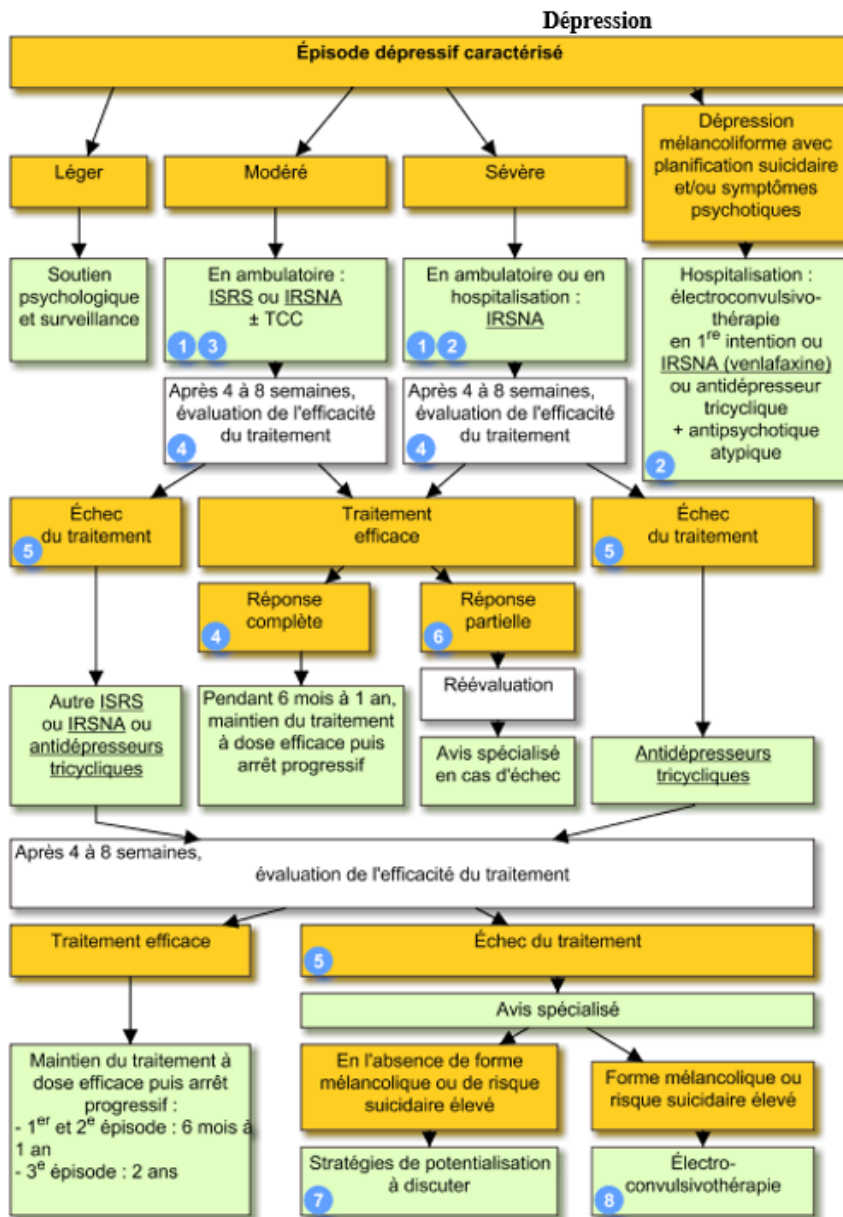 Dépression
Épisode dépressif caractérisé
Léger
Modéré
Sévère
Dépression
mélancoliforme avec
planification suicidaire
et/ou symptômes
psychotiques
Soutien
psychologique
et surveillance
En ambulatoire :
ISRS ou IRSNA
± TCC
1 3
En ambulatoire ou en
hospitalisation :
IRSNA
1 2
Hospitalisation :
électroconvulsivo-
thérapie
en 1re intention ou
IRSNA (venlafaxine)
ou antidépresseur
tricyclique
+ antipsychotique
atypique
2
Après 4 à 8 semaines,
évaluation de l'efficacité
du traitement
4
Après 4 à 8 semaines,
évaluation de l'efficacité
du traitement
4
Échec
du traitement
5
Traitement
efficace
Échec
du traitement
5
Réponse
complète
4
Réponse
partielle
6
Réévaluation
Autre ISRS
ou IRSNA ou
antidépresseurs
tricycliques
Pendant 6 mois à 1 an,
maintien du traitement
à dose efficace puis
arrêt progressif
Avis spécialisé
en cas d'échec
Antidépresseurs
tricycliques
Après 4 à 8 semaines,
évaluation de l'efficacité du traitement
Traitement efficace
Échec du traitement
5
Avis spécialisé
Maintien du traitement à
dose efficace puis arrêt
progressif :
- 1er et 2e épisode : 6 mois à
1 an
- 3e épisode : 2 ans
En l'absence de forme
mélancolique ou de risque
suicidaire élevé
Forme mélancolique ou
risque suicidaire élevé
Stratégies de potentialisation
à discuter
7
Électro-
convulsivothérapie
8